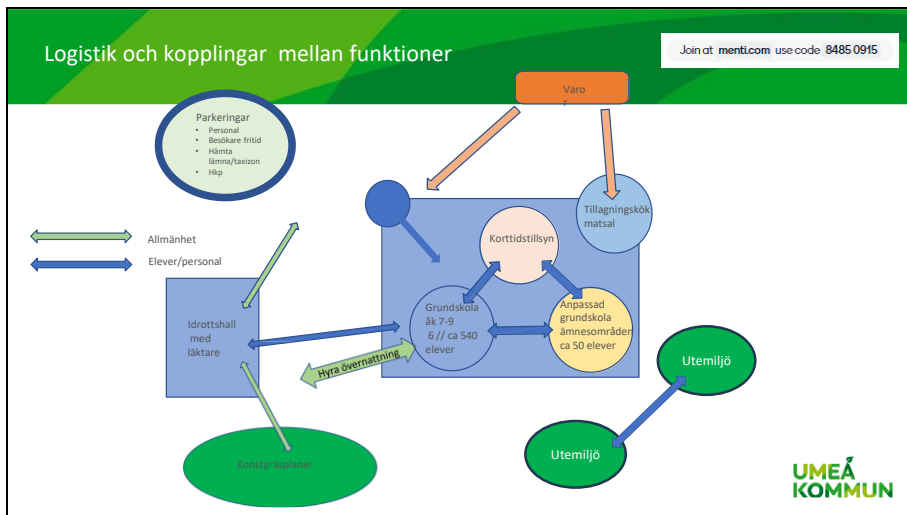 Logistik och kopplingar mellan funktioner
Join at menti.com use code 8485 0915
Varo
Parkeringar
• Personal
• Besökare fritid
• Hämta
lämna/taxizon
• Hkp
Tillagningskök
matsal
Korttidstillsyn
Allmänhet
Elever/personal
Idrottshall
med
läktare
Grundskola
åk 7-9
6 // ca 540
elever
Anpassad
grundskola
ämnesområden
ca 50 elever
Hyra övernattning
Utemiljö
Utemiljö
Konstgräsplaner
UMEÅ
KOMMUN